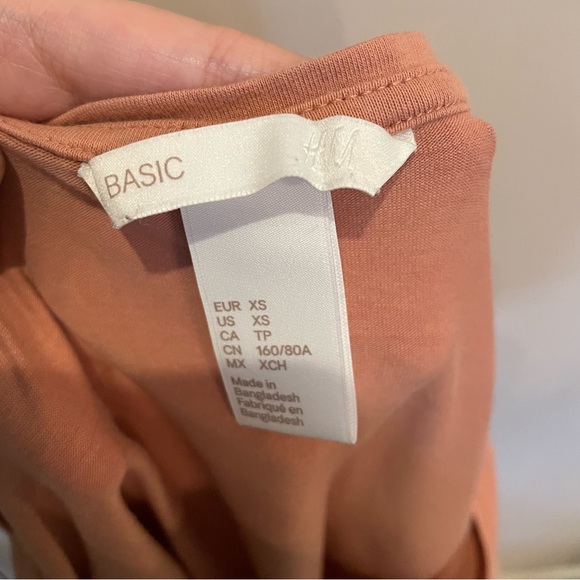 BASIC H&M
EUR XS
US XS
CA TP
CN 160/80A
MX XCH
Made in
Bangladesh
Fabriqué en
Bangladesh